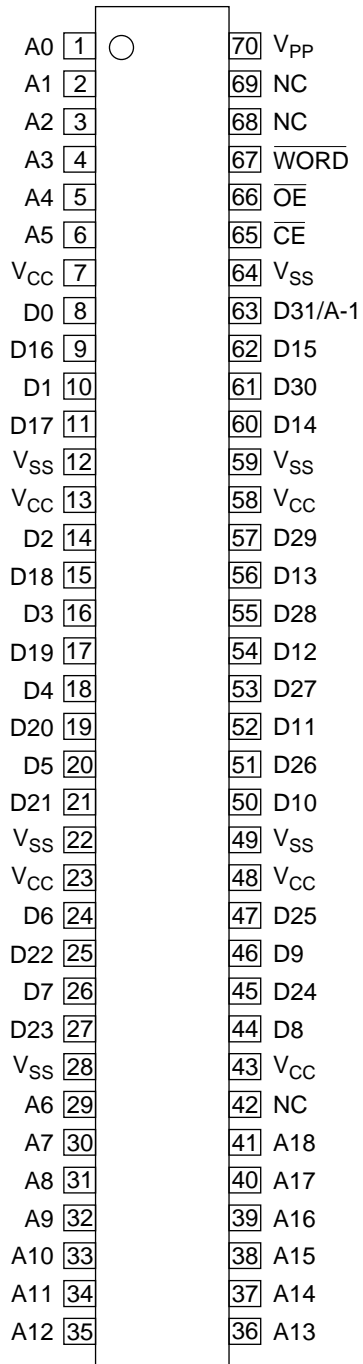 A0 1 70 VPP
A1 2 69 NC
A2 3 68 NC
A3 4 67 WORD
A4 5 66 OE
A5 6 65 CE
VCC 7 64 VSS
D0 8 63 D31/A-1
D16 9 62 D15
D1 10 61 D30
D17 11 60 D14
VSS 12 59 VSS
VCC 13 58 VCC
D2 14 57 D29
D18 15 56 D13
D3 16 55 D28
D19 17 54 D12
D4 18 53 D27
D20 19 52 D11
D5 20 51 D26
D21 21 50 D10
VSS 22 49 VSS
VCC 23 48 VCC
D6 24 47 D25
D22 25 46 D9
D7 26 45 D24
D23 27 44 D8
VSS 28 43 VCC
A6 29 42 NC
A7 30 41 A18
A8 31 40 A17
A9 32 39 A16
A10 33 38 A15
A11 34 37 A14
A12 35 36 A13